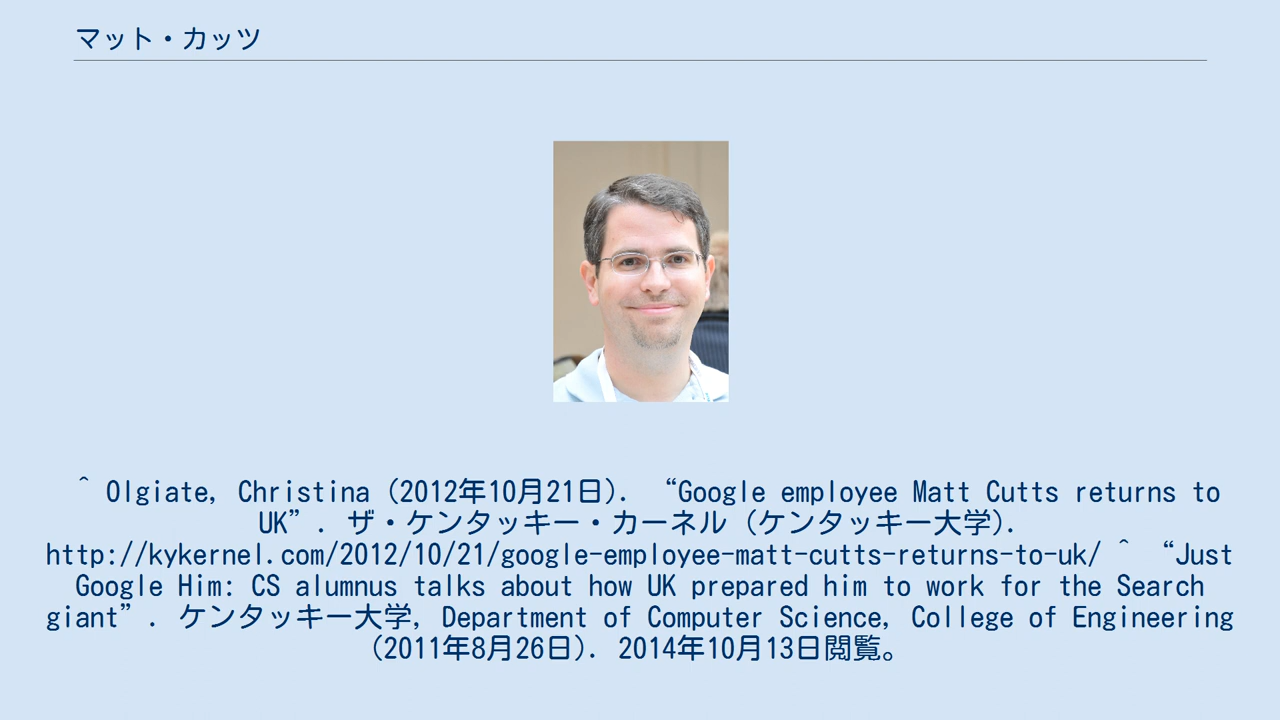 マット・カッツ
^ Olgiate, Christina (2012年10月21日). “Google employee Matt Cutts returns to
UK”. ザ・ケンタッキー・カーネル (ケンタッキー大学).
http://kykernel.com/2012/10/21/google-employee-matt-cutts-returns-to-uk/ ^ “Just
Google Him: CS alumnus talks about how UK prepared him to work for the Search
giant”. ケンタッキー大学, Department of Computer Science, College of Engineering
(2011年8月26日). 2014年10月13日閲覧。